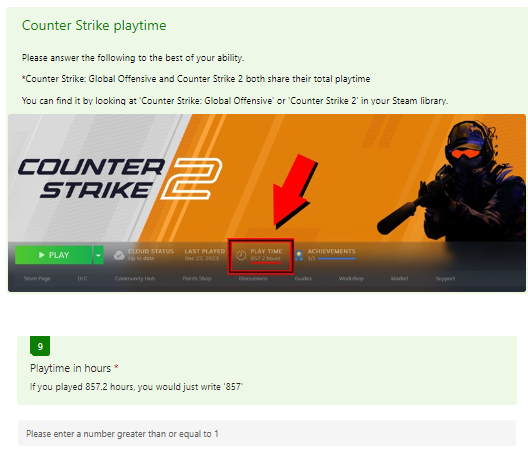 Counter Strike playtime
Please answer the following to the best of your ability.
*Counter Strike: Global Offensive and Counter Strike 2 both share their total playtime
You can find it by looking at 'Counter Strike: Global Offensive' or 'Counter Strike 2' in your Steam library.
COUNTER
STRIKE 2
PLAY
CLOUD STATUS LAST PLAYED PLAY TIME ACHIEVEMENTS
Up to date Dec 23, 2023 857.2 hours 1/1
Store Page DLC Community Hub Points Shop Discussions Guides Workshop Market Support
9
Playtime in hours *
If you played 857.2 hours, you would just write '857'
Please enter a number greater than or equal to 1